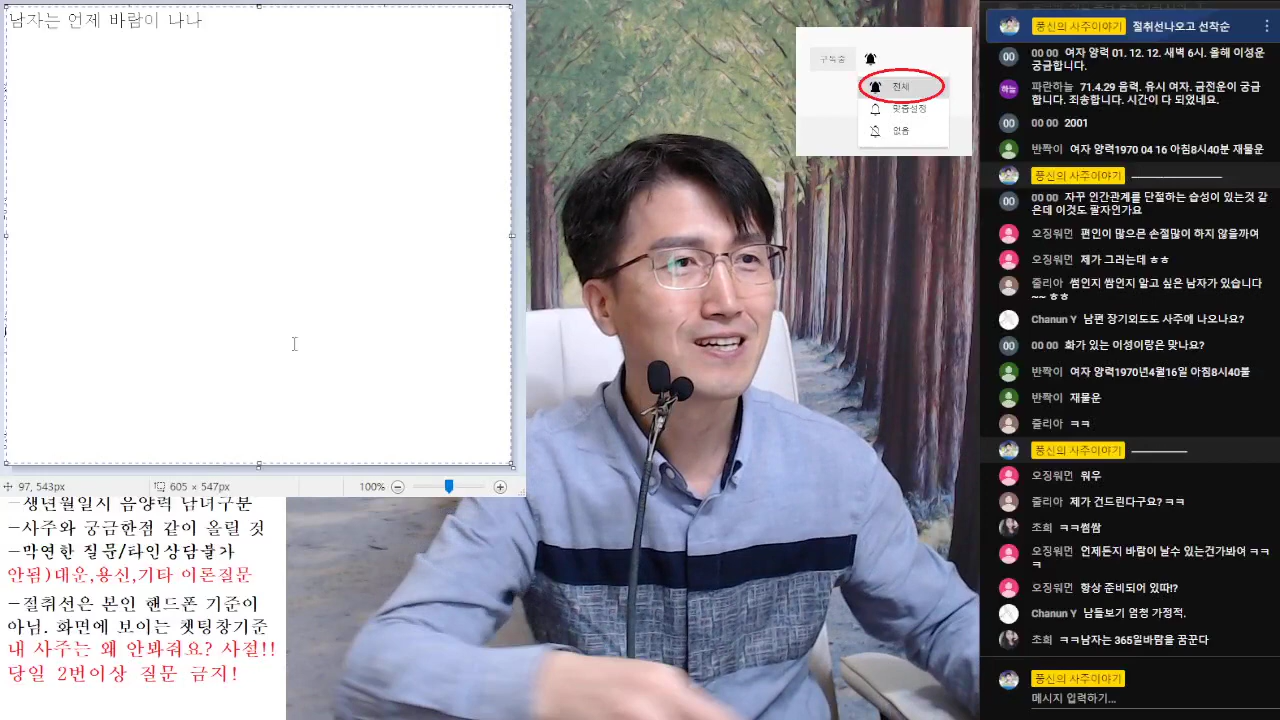 남자는 언제 바람이 나나
97, 543px
605 × 547px
100%
-생년월일시 음양력 남녀구분
-사주와 궁금한점 같이 올릴 것
-막연한 질문/타인상담불가
안됨)대운,용신,기타 이론질문
-절취선은 본인 핸드폰 기준이
아님. 화면에 보이는 챗팅창기준
내 사주는 왜 안봐줘요? 사절!!
당일 2번이상 질문 금지!
구독중
전체
맞춤설정
없음
풍신의 사주이야기 절취선나오고 선착순
00 00 00 여자 양력 01. 12. 12. 새벽 6시. 올해 이성운
궁금합니다.
하늘 파란하늘 71.4.29 음력. 유시 여자. 금전운이 궁금
합니다. 죄송합니다. 시간이 다 되었네요.
00 00 00 2001
반짝이 여자 양력1970 04 16 아침8시40분 재물운
풍신의 사주이야기 ——————
00 00 00 자꾸 인간관계를 단절하는 습성이 있는것 같
은데 이것도 팔자인가요
오징워먼 편인이 많으믄 손절많이 하지 않을까여
오징워먼 제가 그러는데 ㅎㅎ
줄리아 썸인지 쌈인지 알고 싶은 남자가 있습니다
~~ ㅎㅎ
Chanun Y 남편 장기외도도 사주에 나오나요?
00 00 00 화가 있는 이성이랑은 맞나요?
반짝이 여자 양력1970년4월16일 아침8시40불
반짝이 재물운
줄리아 ㅋㅋ
풍신의 사주이야기 ————
오징워먼 워우
줄리아 제가 건드린다구요? ㅋㅋ
조희 ㅋㅋ썸쌈
오징워먼 언제든지 바람이 날수 있는건가봐여 ㅋㅋ
ㅋ
오징워먼 항상 준비되어 있따!?
Chanun Y 남들보기 엄청 가정적.
조희 ㅋㅋ남자는 365일바람을 꿈꾼다
풍신의 사주이야기
메시지 입력하기...